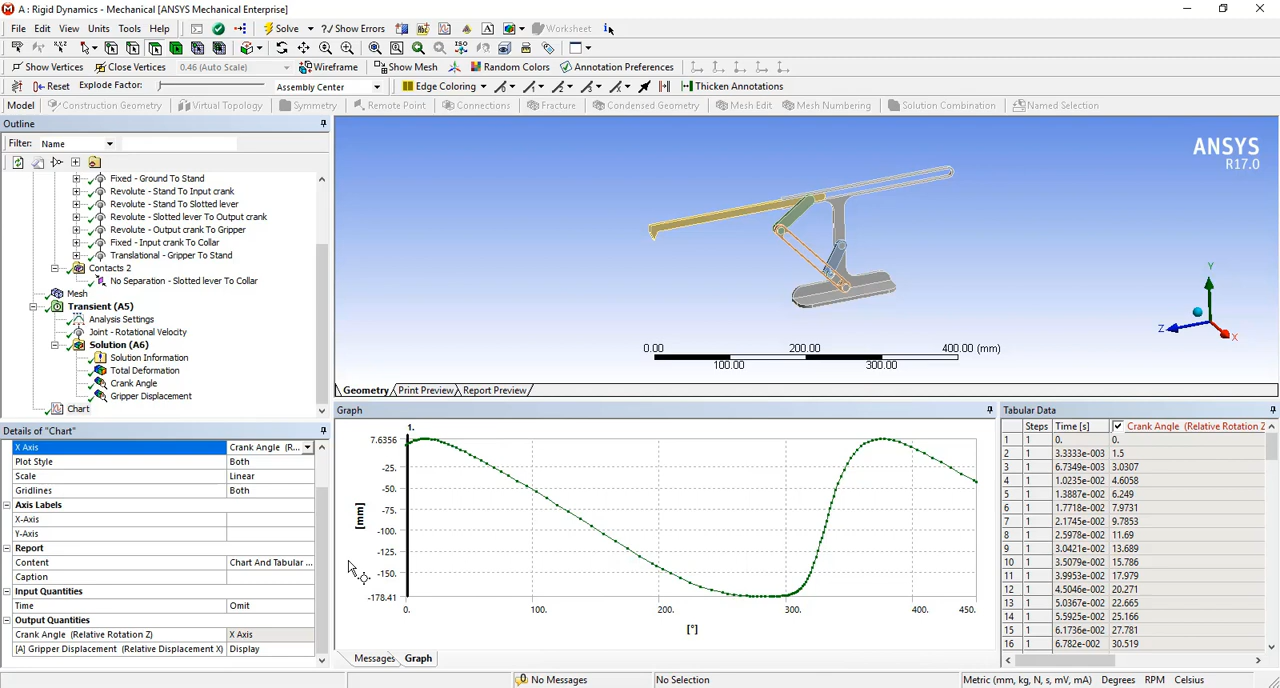 A : Rigid Dynamics - Mechanical [ANSYS Mechanical Enterprise]
File Edit View Units Tools Help Solve ?/ Show Errors Worksheet
Show Vertices Close Vertices 0.46 (Auto Scale) Wireframe Show Mesh Random Colors Annotation Preferences
Reset Explode Factor: Assembly Center Edge Coloring Thicken Annotations
Model Construction Geometry Virtual Topology Symmetry Remote Point Connections Fracture Condensed Geometry Mesh Edit Mesh Numbering Solution Combination Named Selection
Outline
Filter: Name
Fixed - Ground To Stand
Revolute - Stand To Input crank
Revolute - Stand To Slotted lever
Revolute - Slotted lever To Output crank
Revolute - Output crank To Gripper
Fixed - Input crank To Collar
Translational - Gripper To Stand
Contacts 2
No Separation - Slotted lever To Collar
Mesh
Transient (A5)
Analysis Settings
Joint - Rotational Velocity
Solution (A6)
Solution Information
Total Deformation
Crank Angle
Gripper Displacement
Chart
ANSYS
R17.0
Y
Z
X
0.00 200.00 400.00 (mm)
100.00 300.00
Geometry Print Preview Report Preview
Details of "Chart"
X Axis Crank Angle (R...
Plot Style Both
Scale Linear
Gridlines Both
Axis Labels
X-Axis
Y-Axis
Report
Content Chart And Tabular ...
Caption
Input Quantities
Time Omit
Output Quantities
Crank Angle (Relative Rotation Z) X Axis
[A] Gripper Displacement (Relative Displacement X) Display
Graph
1.
7.6356
-25.
-50.
-75.
-100.
-125.
-150.
-178.41
[mm]
0. 100. 200. 300. 400. 450.
[°]
Messages Graph
Tabular Data
Steps Time [s] Crank Angle (Relative Rotation Z
1 1 0. 0.
2 1 3.3333e-003 1.5
3 1 6.7349e-003 3.0307
4 1 1.0235e-002 4.6058
5 1 1.3887e-002 6.249
6 1 1.7718e-002 7.9731
7 1 2.1745e-002 9.7853
8 1 2.5978e-002 11.69
9 1 3.0421e-002 13.689
10 1 3.5079e-002 15.786
11 1 3.9953e-002 17.979
12 1 4.5046e-002 20.271
13 1 5.0367e-002 22.665
14 1 5.5925e-002 25.166
15 1 6.1736e-002 27.781
16 1 6.782e-002 30.519
No Messages No Selection Metric (mm, kg, N, s, mV, mA) Degrees RPM Celsius